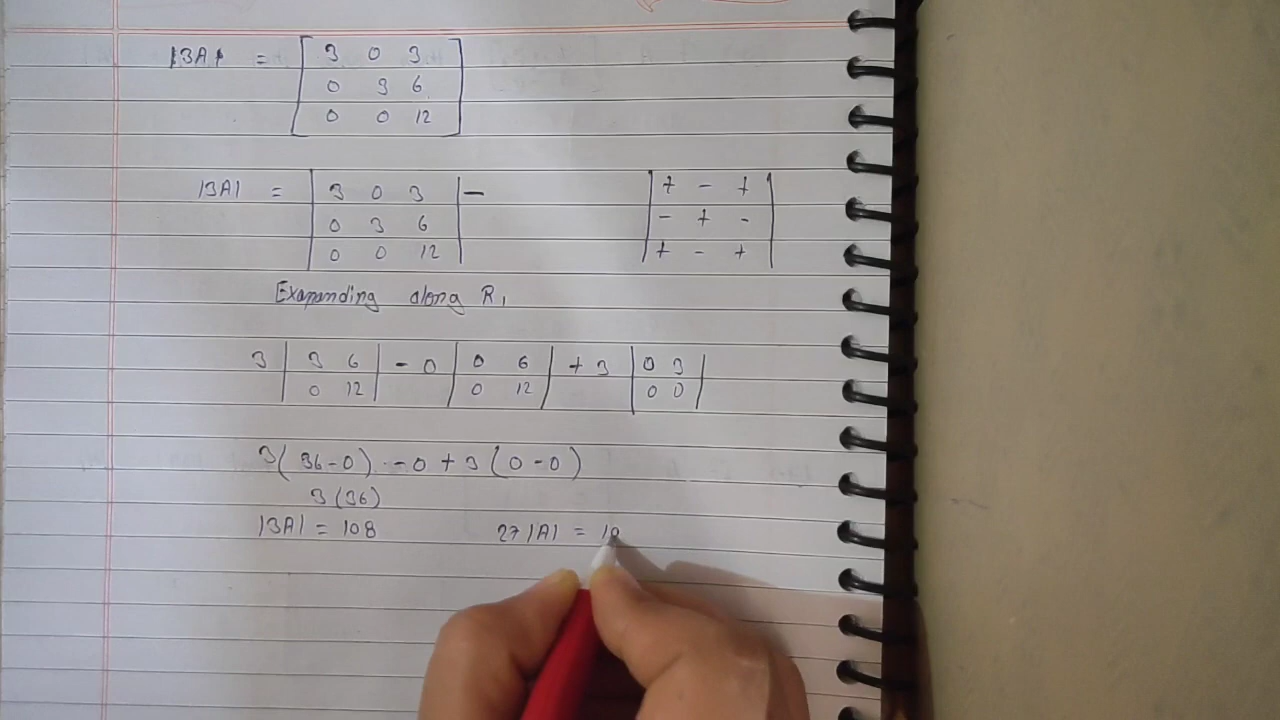 |3A| = [ 3 0 3
0 3 6
0 0 12 ]
|3A| = | 3 0 3 | - | + - + |
| 0 3 6 | | - + - |
| 0 0 12 | | + - + |
Exapanding along R1
3 | 3 6 | - 0 | 0 6 | + 3 | 0 3 |
| 0 12 | | 0 12 | | 0 0 |
3(36-0) -0+3(0-0)
3(36)
|3A| = 108 27|A| = 10